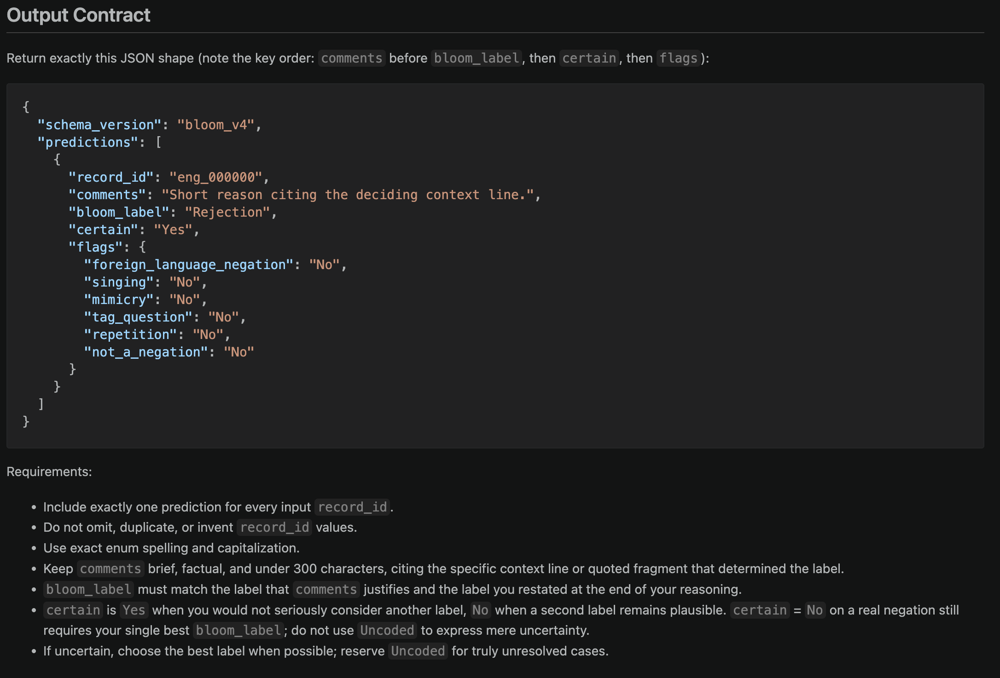 Output Contract
Return exactly this JSON shape (note the key order: comments before bloom_label, then certain, then flags):
{
  "schema_version": "bloom_v4",
  "predictions": [
    {
      "record_id": "eng_000000",
      "comments": "Short reason citing the deciding context line.",
      "bloom_label": "Rejection",
      "certain": "Yes",
      "flags": {
        "foreign_language_negation": "No",
        "singing": "No",
        "mimicry": "No",
        "tag_question": "No",
        "repetition": "No",
        "not_a_negation": "No"
      }
    }
  ]
}
Requirements:
• Include exactly one prediction for every input record_id.
• Do not omit, duplicate, or invent record_id values.
• Use exact enum spelling and capitalization.
• Keep comments brief, factual, and under 300 characters, citing the specific context line or quoted fragment that determined the label.
• bloom_label must match the label that comments justifies and the label you restated at the end of your reasoning.
• certain is Yes when you would not seriously consider another label, No when a second label remains plausible. certain = No on a real negation still
requires your single best bloom_label; do not use Uncoded to express mere uncertainty.
• If uncertain, choose the best label when possible; reserve Uncoded for truly unresolved cases.